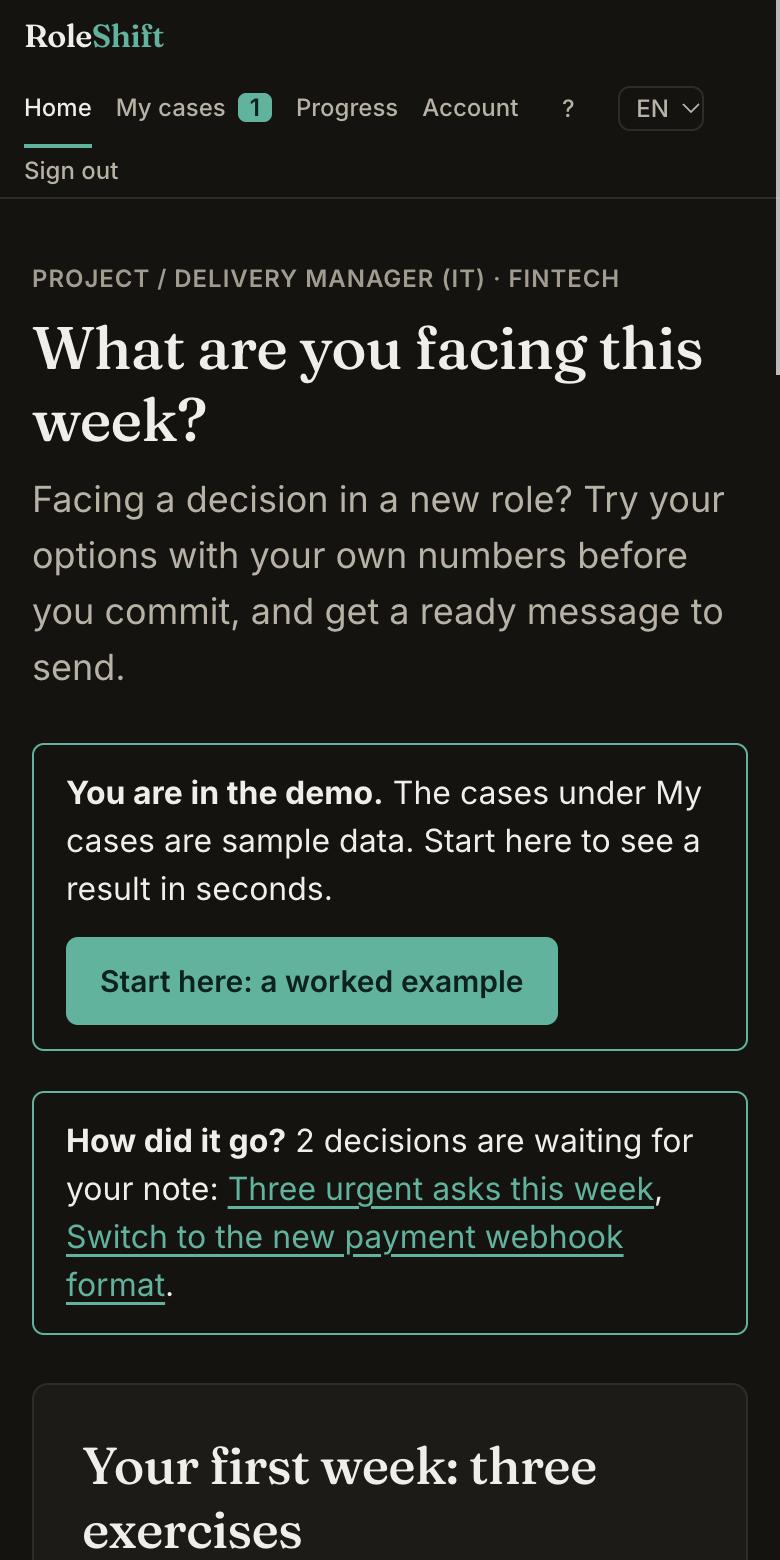 RoleShift
Home My cases 1 Progress Account ? EN
Sign out
PROJECT / DELIVERY MANAGER (IT) · FINTECH
What are you facing this
week?
Facing a decision in a new role? Try your
options with your own numbers before
you commit, and get a ready message to
send.
You are in the demo. The cases under My
cases are sample data. Start here to see a
result in seconds.
Start here: a worked example
How did it go? 2 decisions are waiting for
your note: Three urgent asks this week,
Switch to the new payment webhook
format.
Your first week: three
exercises